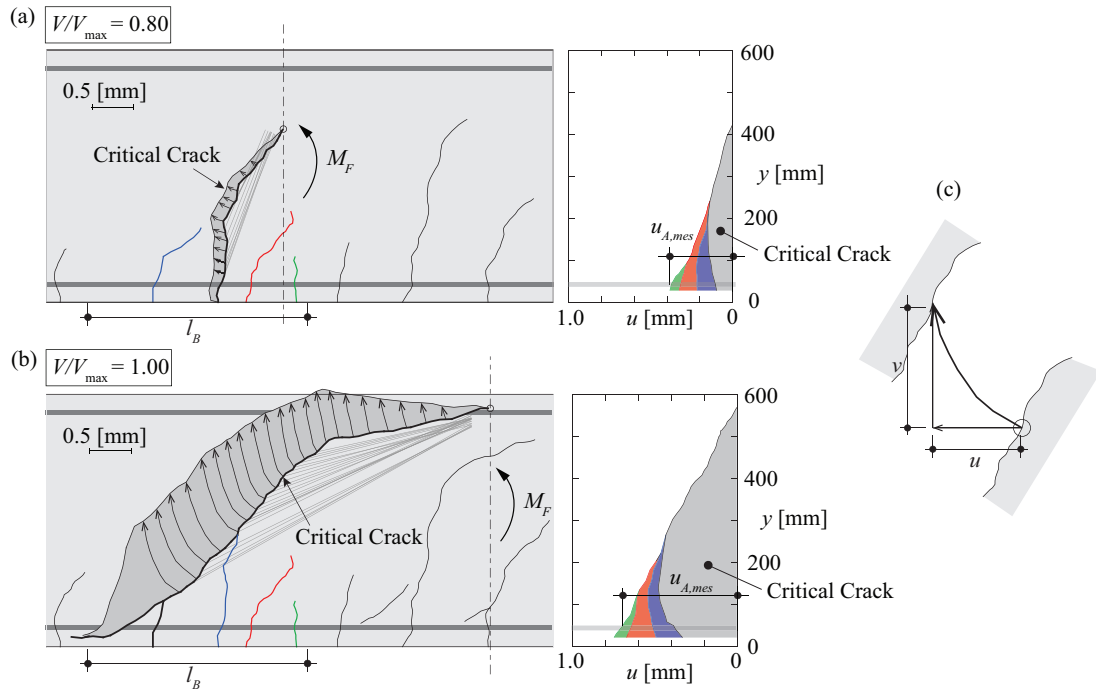 (a)
V/Vmax = 0.80
0.5 [mm]
Critical Crack
MF
lB
600
400
y [mm]
200
uA,mes
Critical Crack
0
1.0
u [mm]
0
(c)
v
u
(b)
V/Vmax = 1.00
0.5 [mm]
MF
Critical Crack
lB
600
400
y [mm]
200
uA,mes
Critical Crack
0
1.0
u [mm]
0